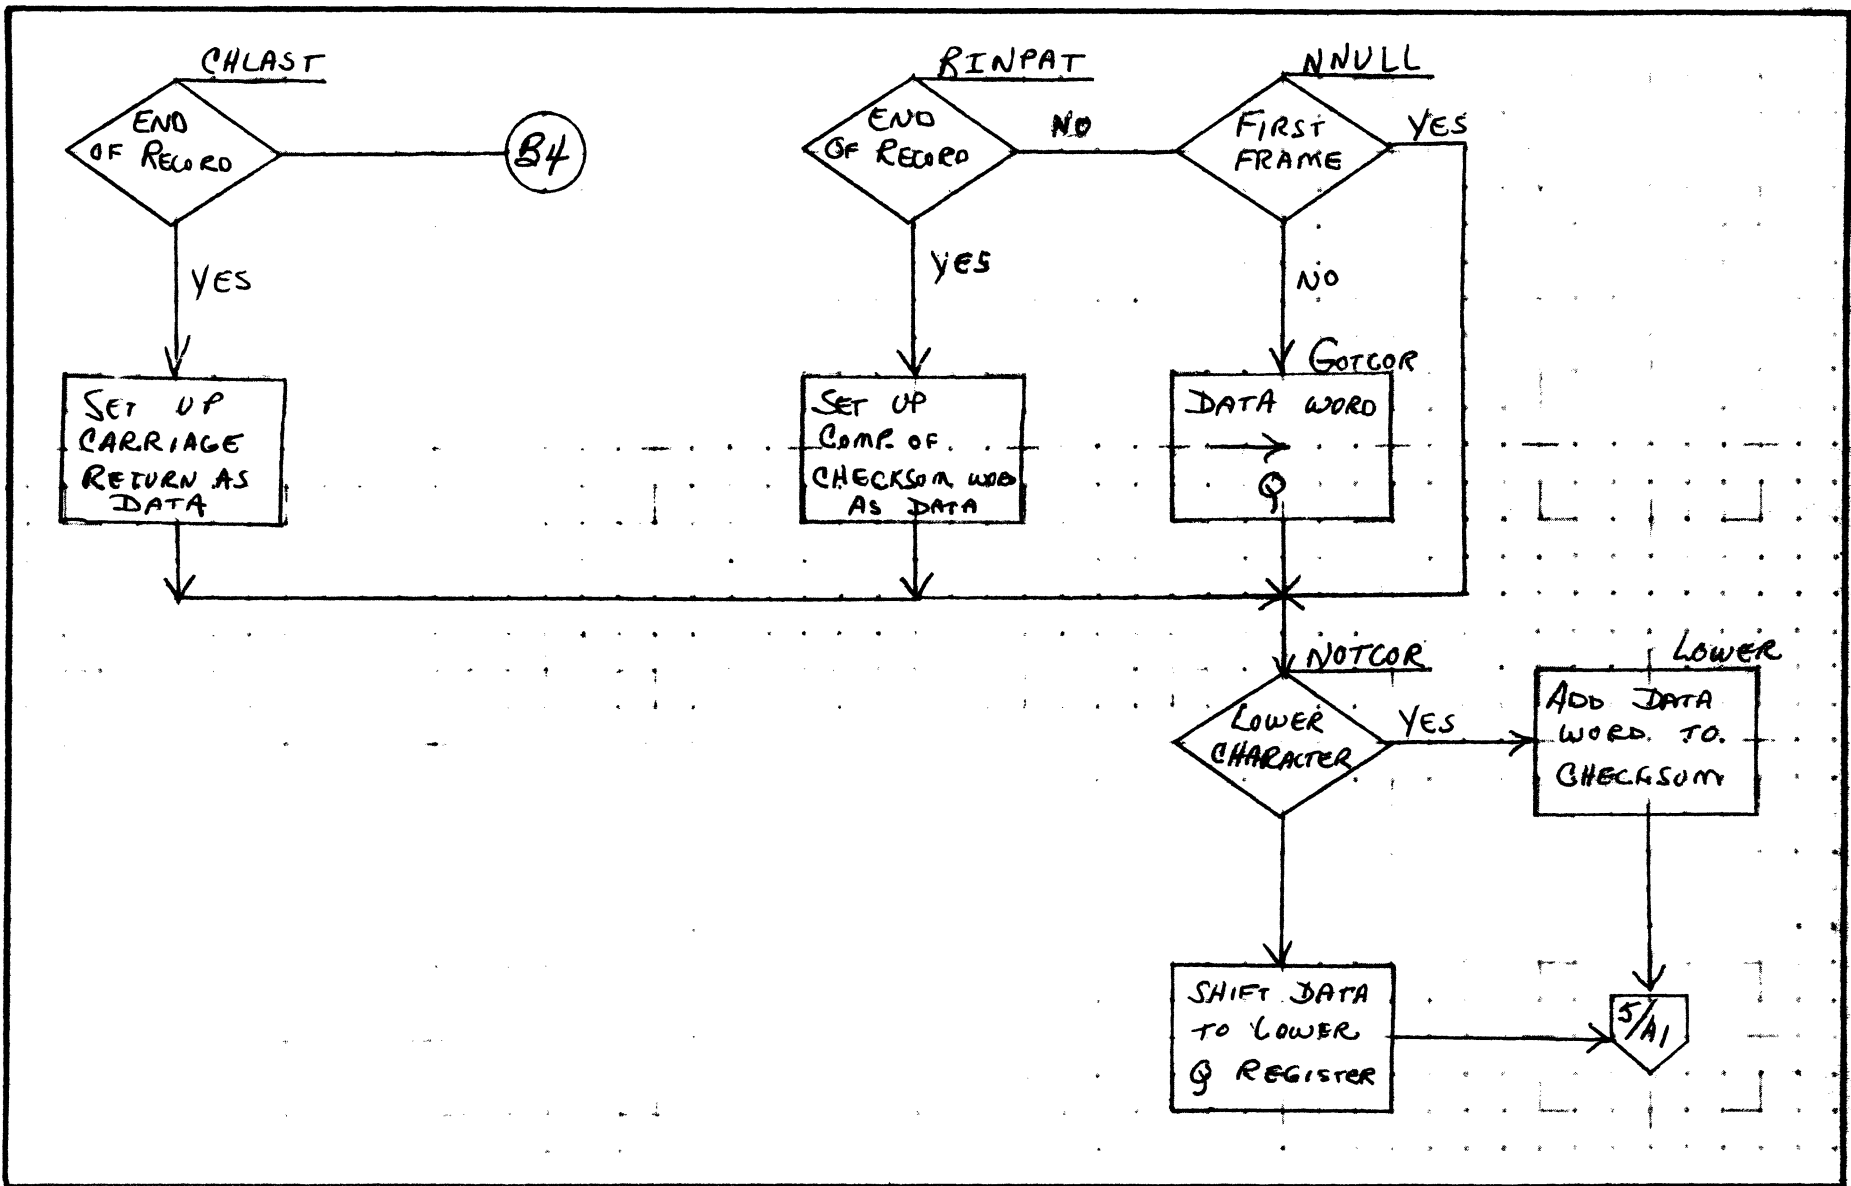 CHLAST
END
OF RECORD
B4
YES
SET UP
CARRIAGE
RETURN AS
DATA
BINPAT
END
OF RECORD
NO
YES
SET UP
COMP. OF
CHECKSUM WORD
AS DATA
NNULL
FIRST
FRAME
YES
NO
GOTCOR
DATA WORD
Q
NOTCOR
LOWER
CHARACTER
YES
LOWER
ADD DATA
WORD TO
CHECKSUM
SHIFT DATA
TO LOWER
Q REGISTER
5/A1